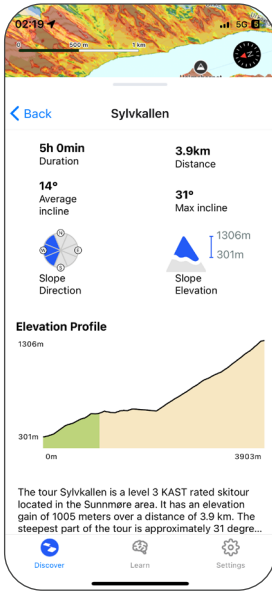 02:19
5G 5
0 500 m 1 km
Back
Sylvkallen
5h 0min
Duration
3.9km
Distance
14°
Average
incline
31°
Max incline
N
W
E
S
1306m
301m
Slope
Direction
Slope
Elevation
Elevation Profile
1306m
301m
0m
3903m
The tour Sylvkallen is a level 3 KAST rated skitour
located in the Sunnmøre area. It has an elevation
gain of 1005 meters over a distance of 3.9 km. The
steepest part of the tour is approximately 31 degre...
Discover
Learn
Settings